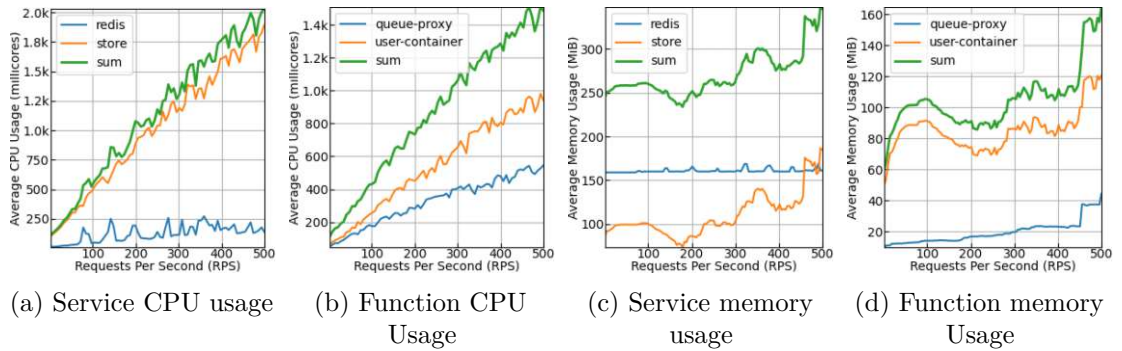 2.0k
1.8k
1.5k
1.2k
1.0k
750
500
250
100 200 300 400 500
Requests Per Second (RPS)
Average CPU Usage (millicores)
redis
store
sum
(a) Service CPU usage
1.4k
1.2k
1.0k
800
600
400
200
100 200 300 400 500
Requests Per Second (RPS)
Average CPU Usage (millicores)
queue-proxy
user-container
sum
(b) Function CPU
Usage
300
250
200
150
100
100 200 300 400 500
Requests Per Second (RPS)
Average Memory Usage (MiB)
redis
store
sum
(c) Service memory
usage
160
140
120
100
80
60
40
20
100 200 300 400 500
Requests Per Second (RPS)
Average Memory Usage (MiB)
queue-proxy
user-container
sum
(d) Function memory
Usage